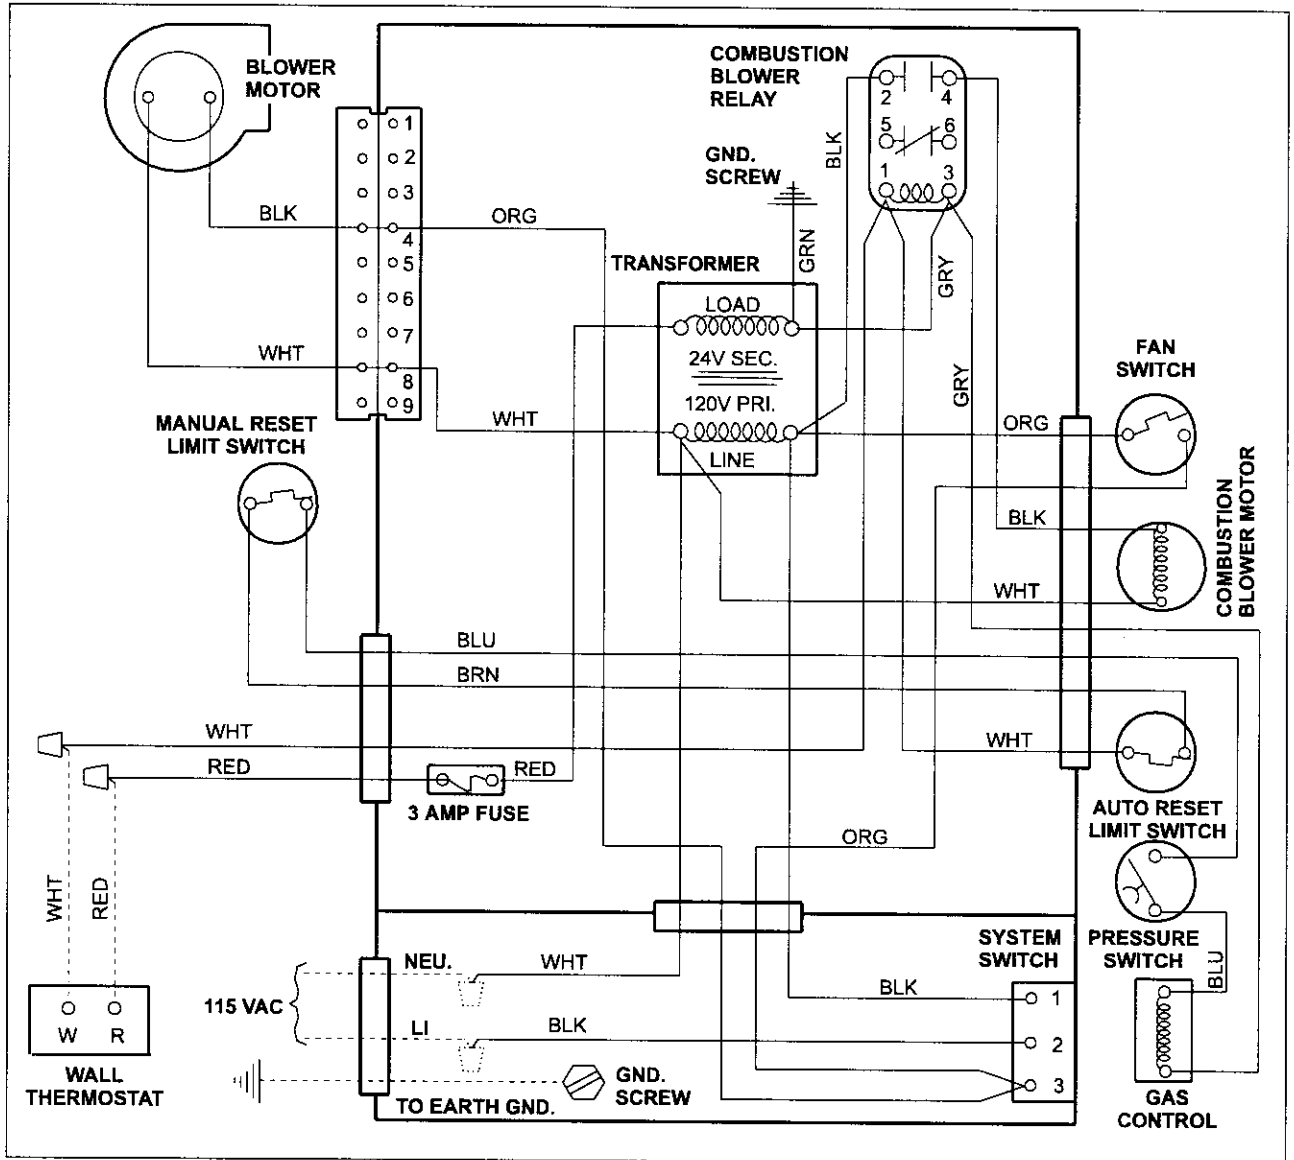 BLOWER
MOTOR
COMBUSTION
BLOWER
RELAY
2
4
5
6
1
3
BLK
GND.
SCREW
GRN
1
2
3
4
5
6
7
8
9
BLK
ORG
WHT
WHT
TRANSFORMER
LOAD
24V SEC.
120V PRI.
LINE
GRY
GRY
FAN
SWITCH
ORG
MANUAL RESET
LIMIT SWITCH
BLK
COMBUSTION
BLOWER MOTOR
WHT
BLU
BRN
WHT
WHT
RED
RED
3 AMP FUSE
AUTO RESET
LIMIT SWITCH
ORG
WHT
RED
PRESSURE
SWITCH
BLU
SYSTEM
SWITCH
NEU.
WHT
115 VAC
BLK
1
LI
BLK
2
3
W
R
WALL
THERMOSTAT
GND.
SCREW
TO EARTH GND.
GAS
CONTROL